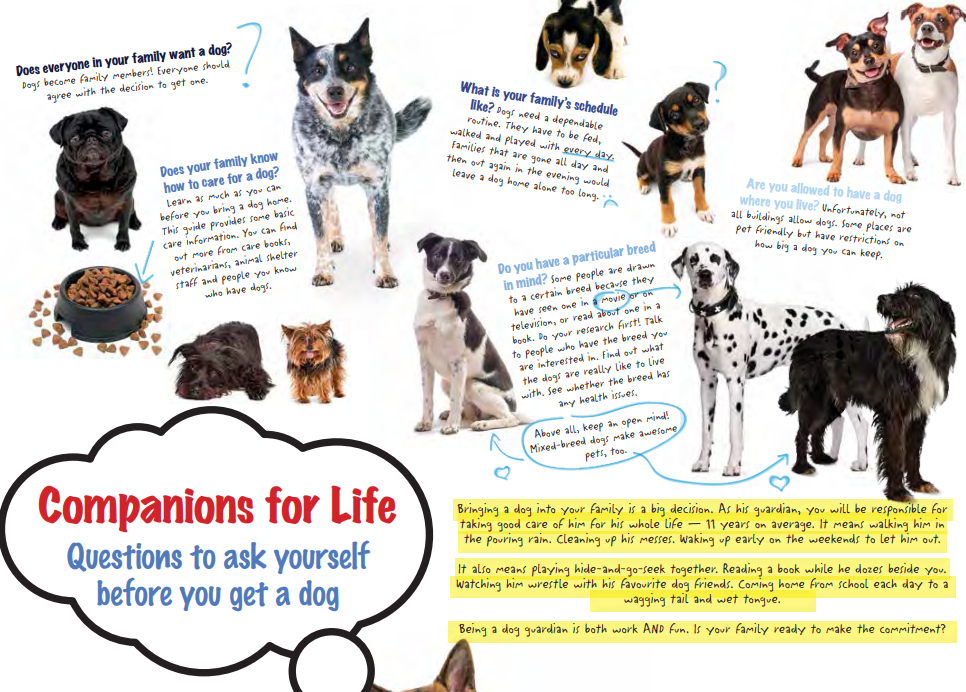 Does everyone in your family want a dog?
Dogs become family members! Everyone should
agree with the decision to get one.
?
Does your family know
how to care for a dog?
Learn as much as you can
before you bring a dog home.
This guide provides some basic
care information. You can find
out more from care books,
veterinarians, animal shelter
staff and people you know
who have dogs.
What is your family's schedule
like? Dogs need a dependable
routine. They have to be fed,
walked and played with every day.
Families that are gone all day and
then out again in the evening would
leave a dog home alone too long.
?
Are you allowed to have a dog
where you live? Unfortunately, not
all buildings allow dogs. Some places are
pet friendly but have restrictions on
how big a dog you can keep.
Do you have a particular breed
in mind? Some people are drawn
to a certain breed because they
have seen one in a movie or on
television, or read about one in a
book. Do your research first! Talk
to people who have the breed you
are interested in. Find out what
the dogs are really like to live
with. See whether the breed has
any health issues.
Above all, keep an open mind!
Mixed-breed dogs make awesome
pets, too.
Companions for Life
Questions to ask yourself
before you get a dog
Bringing a dog into your family is a big decision. As his guardian, you will be responsible for
taking good care of him for his whole life — 11 years on average. It means walking him in
the pouring rain. Cleaning up his messes. Waking up early on the weekends to let him out.
It also means playing hide-and-go-seek together. Reading a book while he dozes beside you.
Watching him wrestle with his favourite dog friends. Coming home from school each day to a
wagging tail and wet tongue.
Being a dog guardian is both work AND fun. Is your family ready to make the commitment?